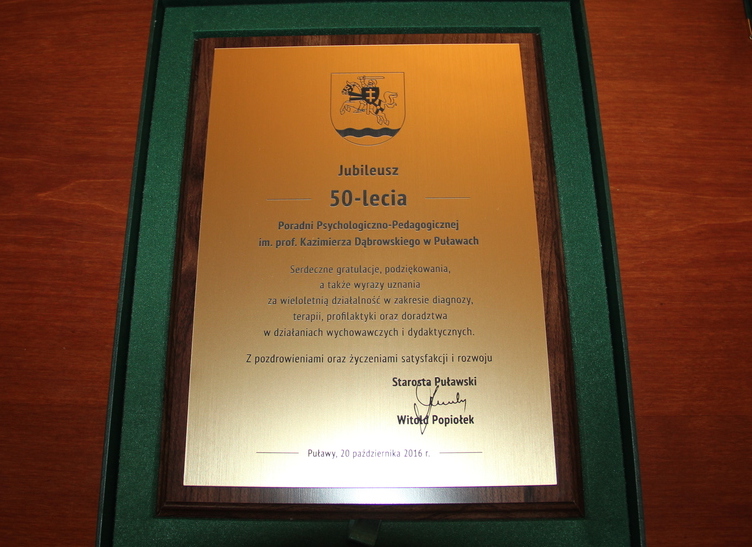 Jubileusz
50-lecia
Poradni Psychologiczno-Pedagogicznej
im. prof. Kazimierza Dąbrowskiego w Puławach
Serdeczne gratulacje, podziękowania,
a także wyrazy uznania
za wieloletnią działalność w zakresie diagnozy,
terapii, profilaktyki oraz doradztwa
w działaniach wychowawczych i dydaktycznych.
Z pozdrowieniami oraz życzeniami satysfakcji i rozwoju
Starosta Puławski
Witold Popiołek
Puławy, 20 października 2016 r.